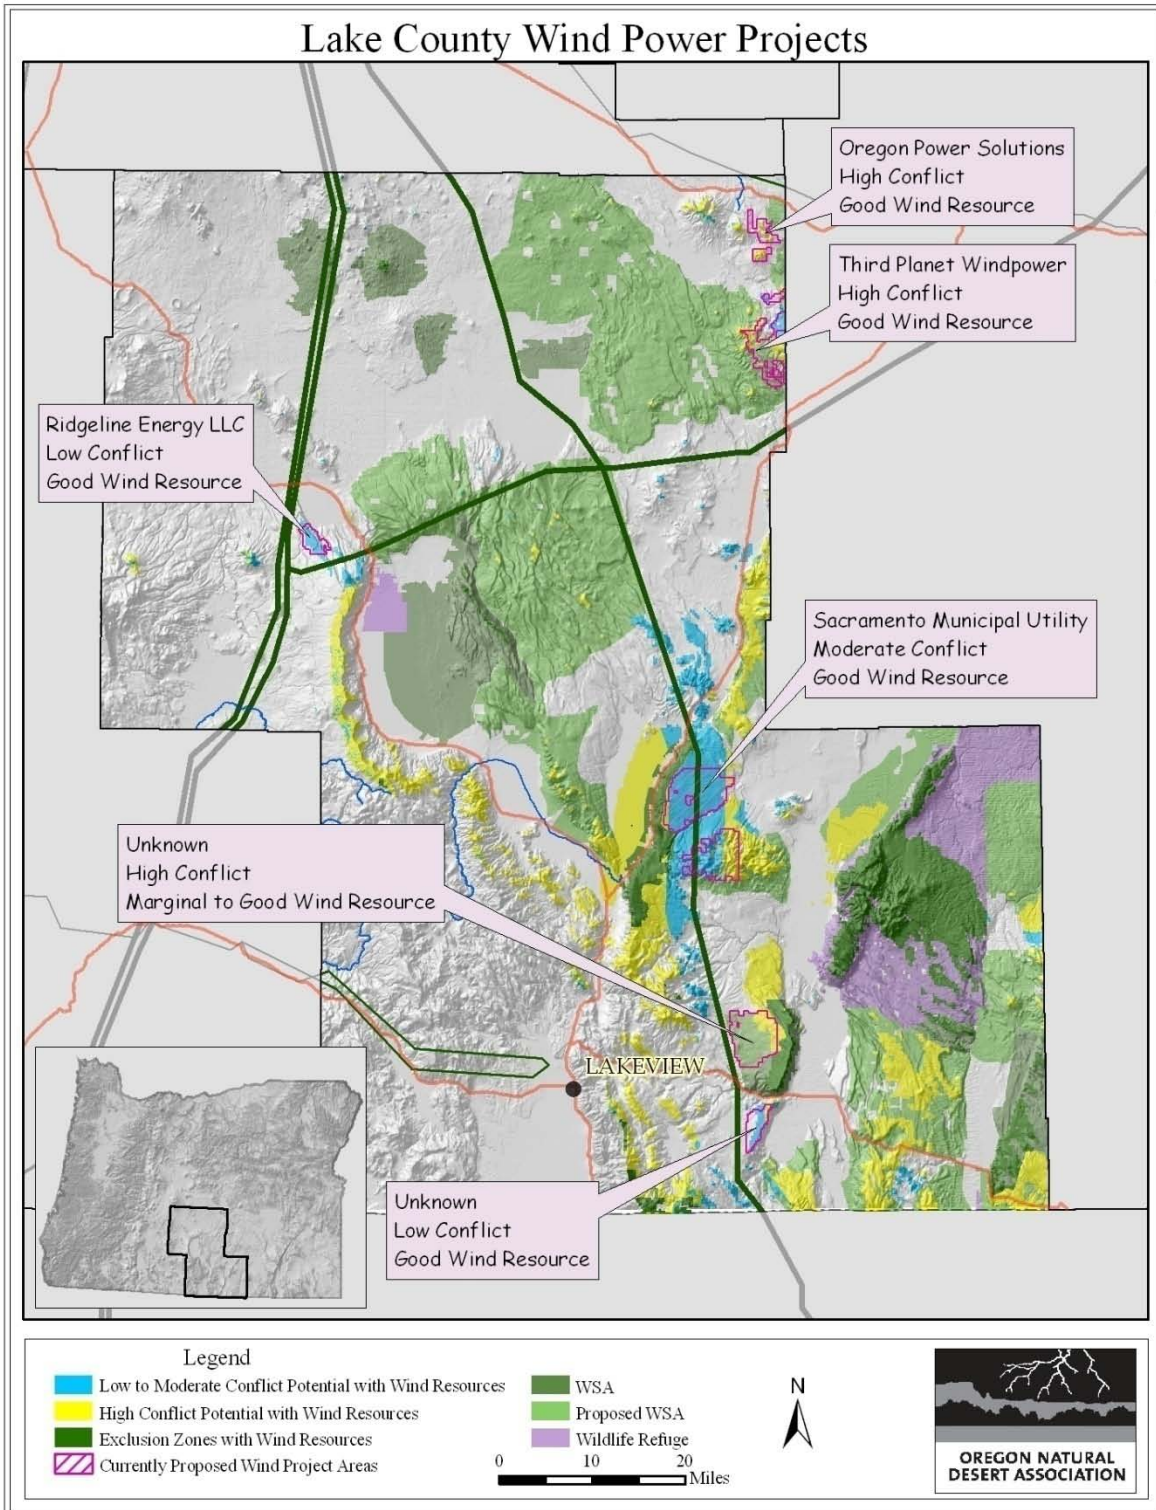 Lake County Wind Power Projects
Oregon Power Solutions
High Conflict
Good Wind Resource
Third Planet Windpower
High Conflict
Good Wind Resource
Ridgeline Energy LLC
Low Conflict
Good Wind Resource
Sacramento Municipal Utility
Moderate Conflict
Good Wind Resource
Unknown
High Conflict
Marginal to Good Wind Resource
LAKEVIEW
Unknown
Low Conflict
Good Wind Resource
Legend
Low to Moderate Conflict Potential with Wind Resources
High Conflict Potential with Wind Resources
Exclusion Zones with Wind Resources
Currently Proposed Wind Project Areas
WSA
Proposed WSA
Wildlife Refuge
0 10 20
Miles
N
OREGON NATURAL
DESERT ASSOCIATION